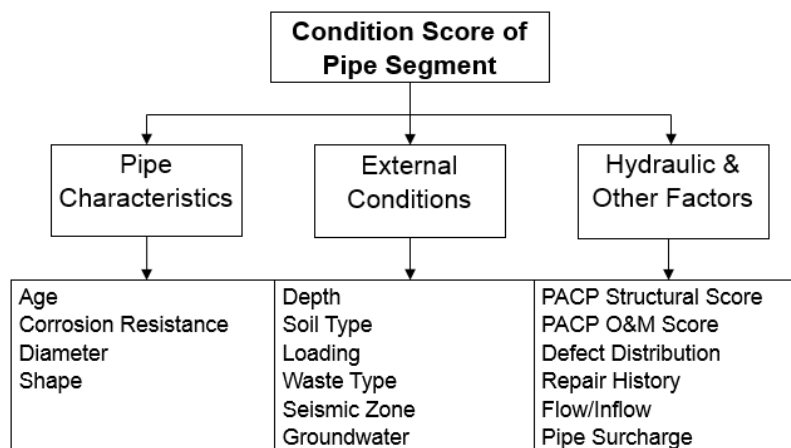 Condition Score of
Pipe Segment
Pipe
Characteristics
External
Conditions
Hydraulic &
Other Factors
Age
Corrosion Resistance
Diameter
Shape
Depth
Soil Type
Loading
Waste Type
Seismic Zone
Groundwater
PACP Structural Score
PACP O&M Score
Defect Distribution
Repair History
Flow/Inflow
Pipe Surcharge